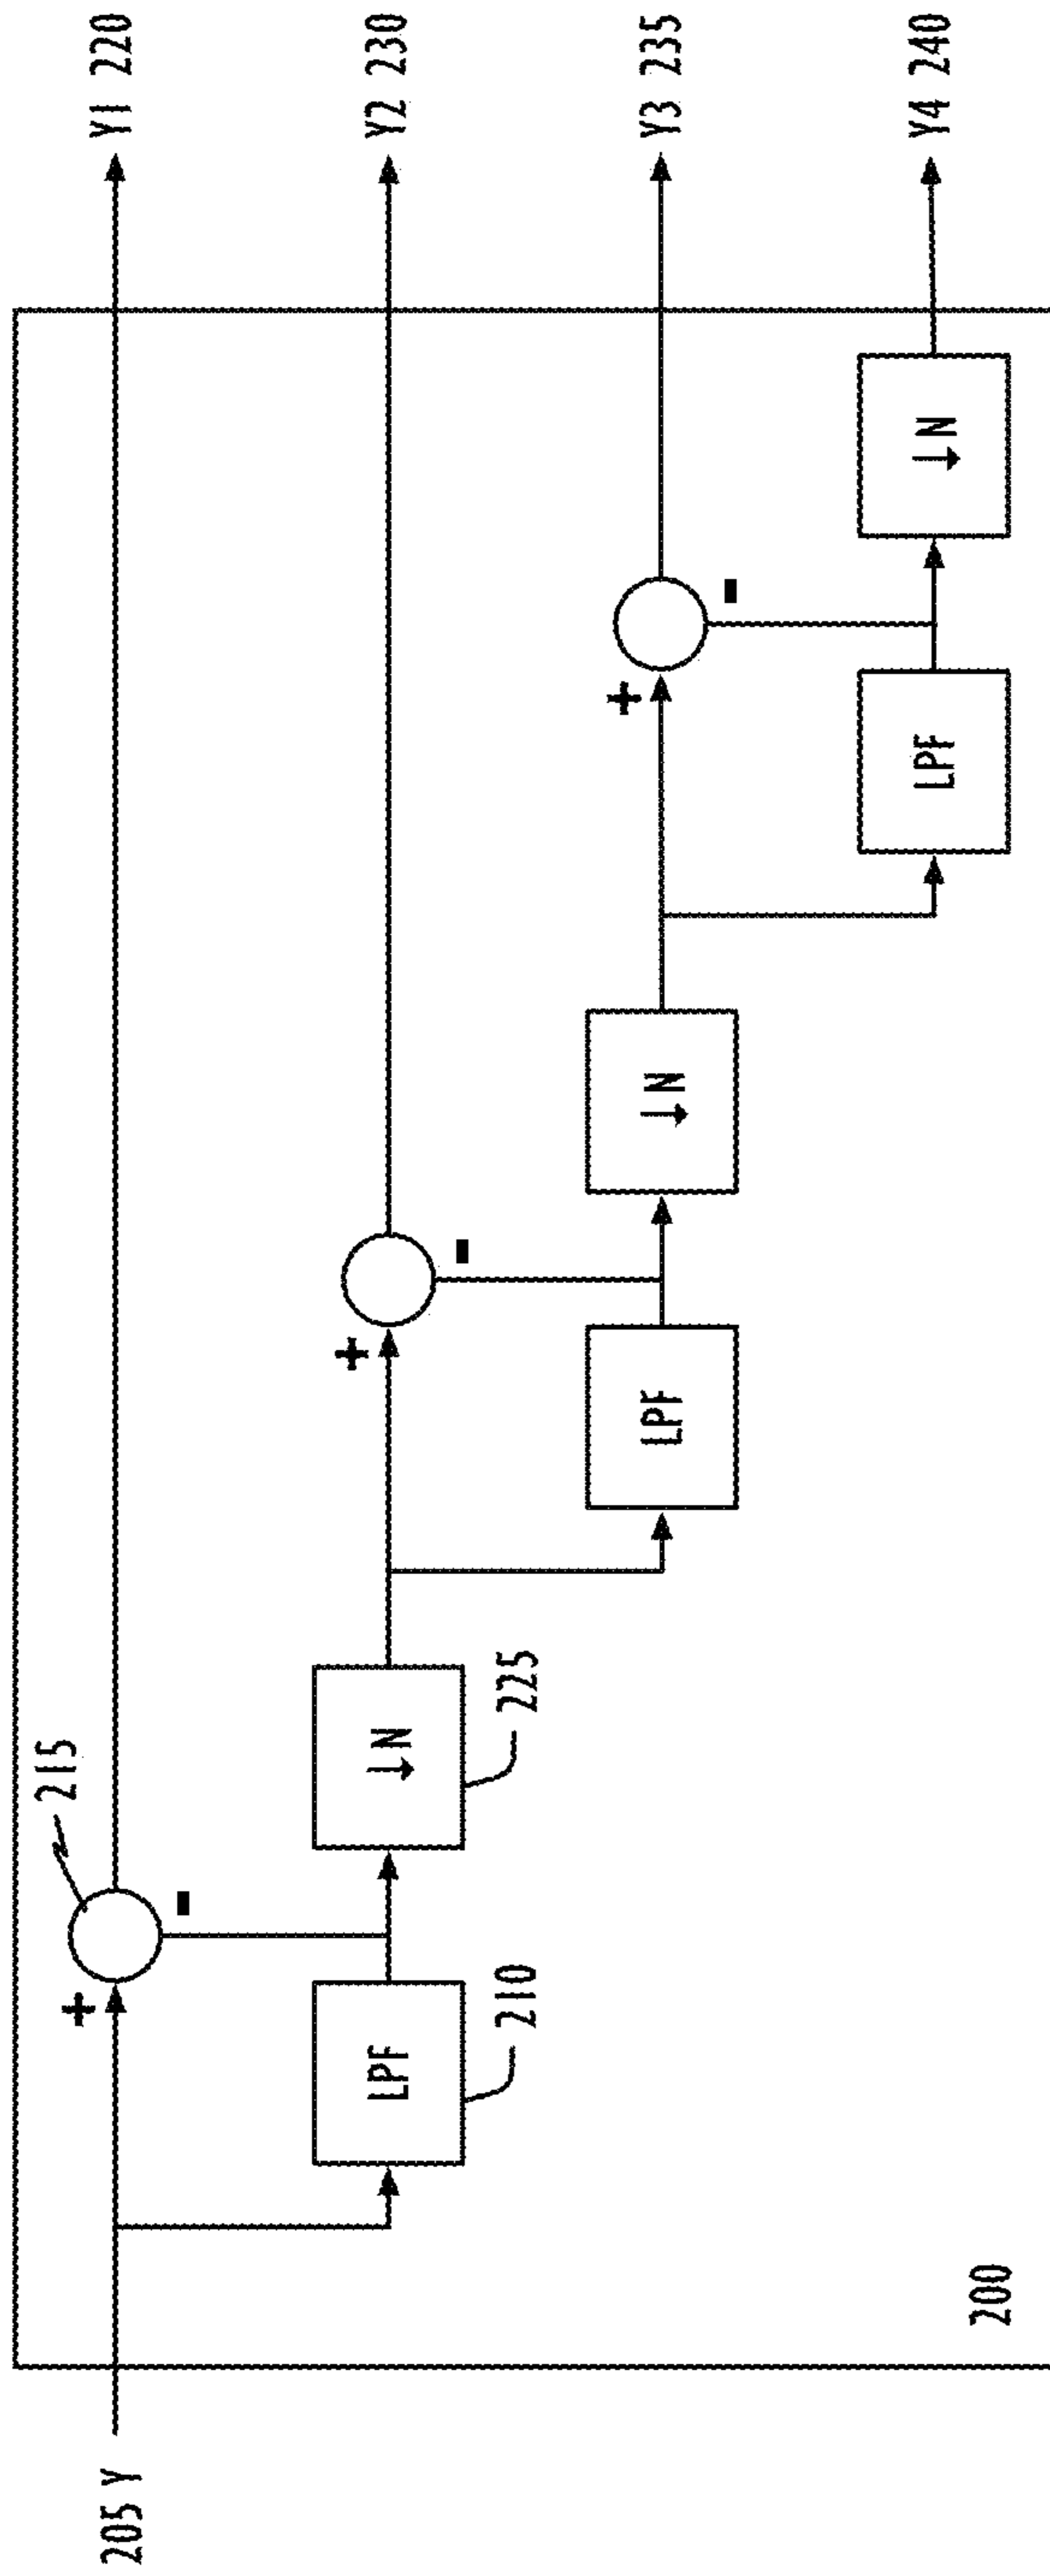 205 Y
+
215
-
Y1 220
LPF
210
↓N
225
+
-
Y2 230
LPF
↓N
+
-
Y3 235
LPF
↓N
Y4 240
200